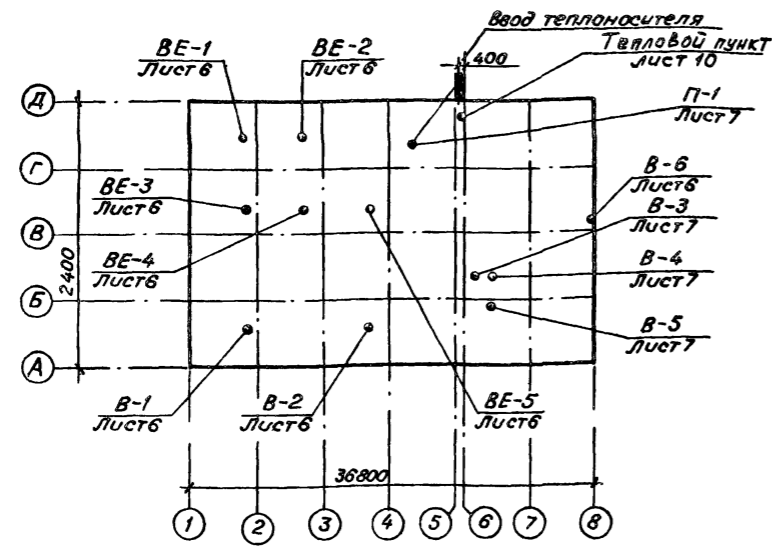 Ввод теплоносителя
ВЕ-1
Лист 6
ВЕ-2
Лист 6
Тепловой пункт
лист 10
400
Д
П-1
Лист 7
Г
ВЕ-3
Лист 6
В-6
Лист 6
В-3
Лист 7
В
ВЕ-4
Лист 6
2400
В-4
Лист 7
Б
В-5
Лист 7
А
В-1
Лист 6
В-2
Лист 6
ВЕ-5
Лист 6
36800
1 2 3 4 5 6 7 8